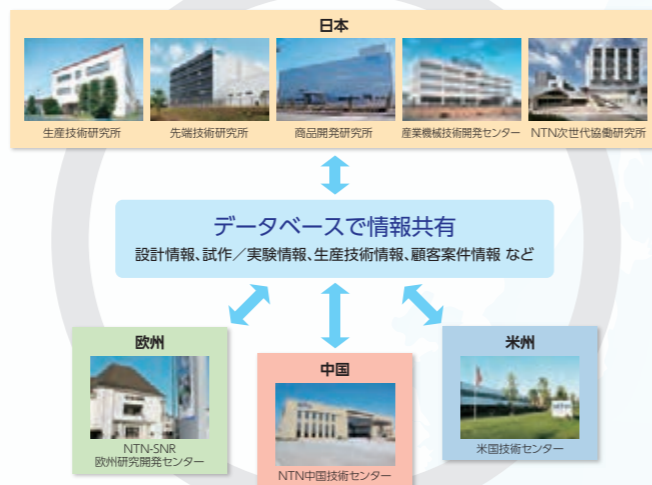 日本
生産技術研究所
先端技術研究所
商品開発研究所
産業機械技術開発センター
NTN次世代協働研究所
データベースで情報共有
設計情報、試作／実験情報、生産技術情報、顧客案件情報 など
欧州
NTN-SNR
欧州研究開発センター
中国
NTN中国技術センター
米州
米国技術センター